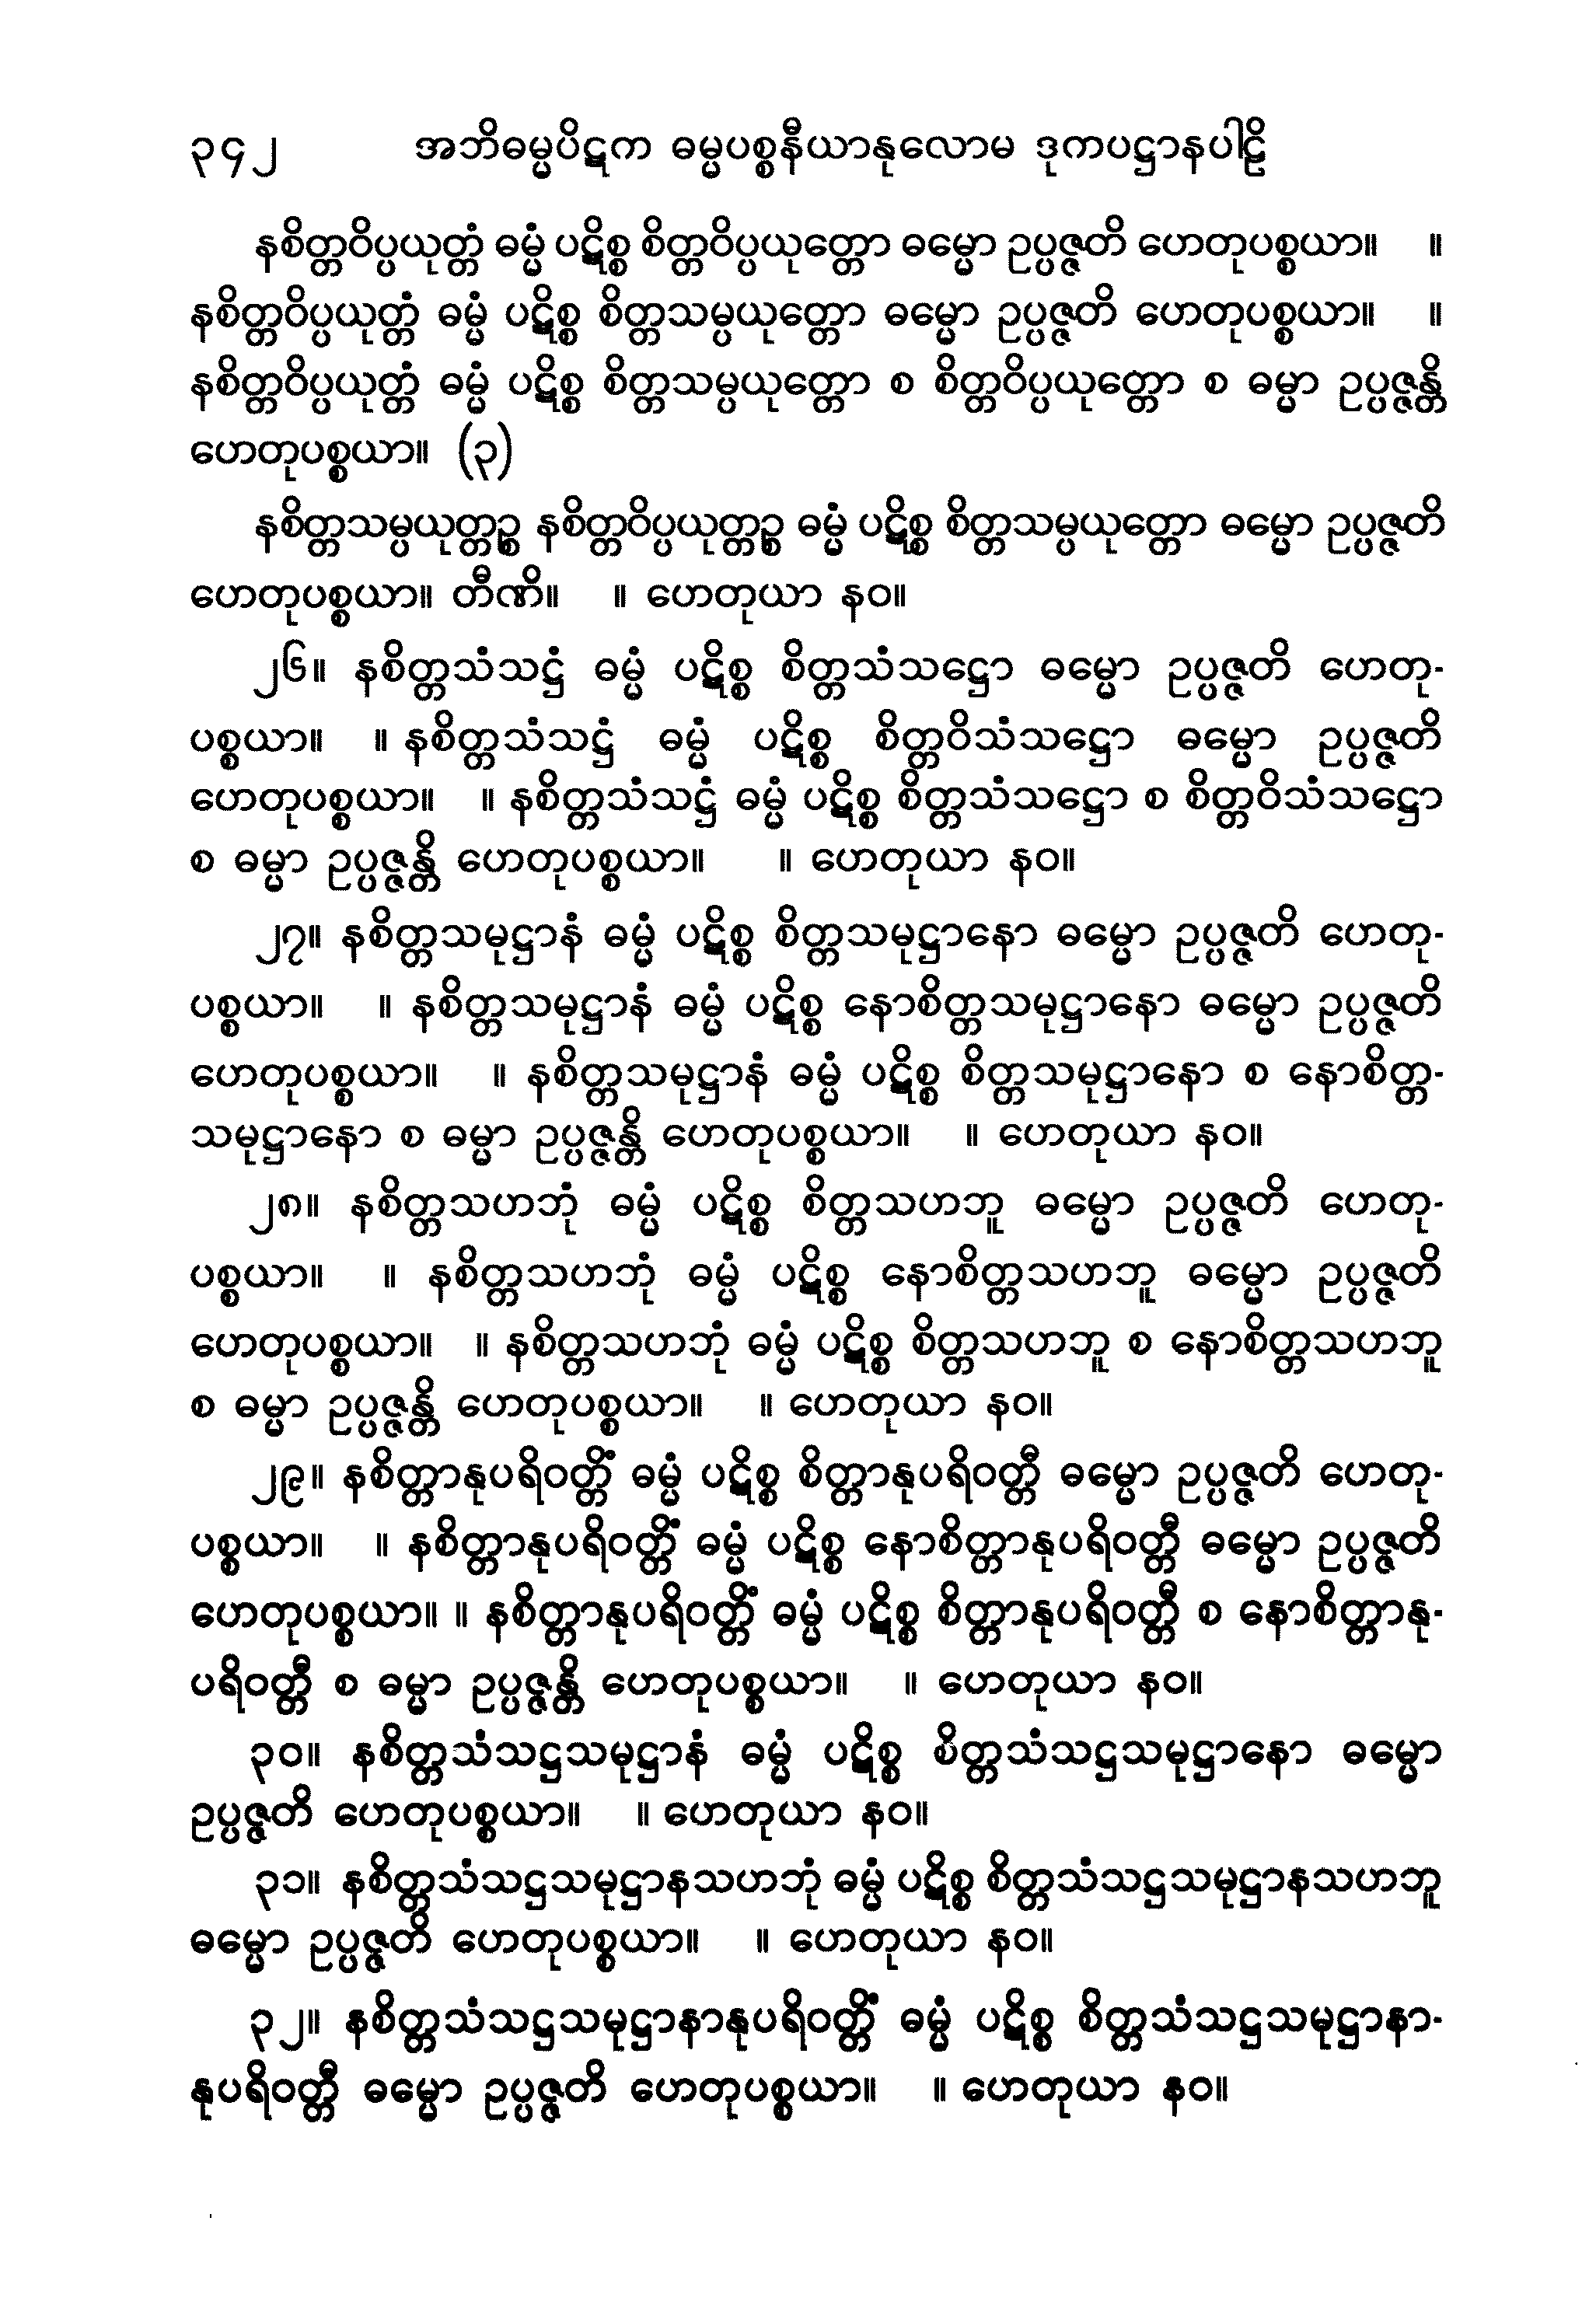 ၃၄၂ အဘိဓမ္မပိဋက ဓမ္မပစ္စနီယာနုလောမ ဒုကပဋ္ဌာနပါဠိ
နစိတ္တဝိပ္ပယုတ္တံ ဓမ္မံ ပဋိစ္စ စိတ္တဝိပ္ပယုတ္တော ဓမ္မော ဥပ္ပဇ္ဇတိ ဟေတုပစ္စယာ။ ။
နစိတ္တဝိပ္ပယုတ္တံ ဓမ္မံ ပဋိစ္စ စိတ္တသမ္ပယုတ္တော ဓမ္မော ဥပ္ပဇ္ဇတိ ဟေတုပစ္စယာ။ ။
နစိတ္တဝိပ္ပယုတ္တံ ဓမ္မံ ပဋိစ္စ စိတ္တသမ္ပယုတ္တော စ စိတ္တဝိပ္ပယုတ္တော စ ဓမ္မာ ဥပ္ပဇ္ဇန္တိ
ဟေတုပစ္စယာ။ (၃)
နစိတ္တသမ္ပယုတ္တဉ္စ နစိတ္တဝိပ္ပယုတ္တဉ္စ ဓမ္မံ ပဋိစ္စ စိတ္တသမ္ပယုတ္တော ဓမ္မော ဥပ္ပဇ္ဇတိ
ဟေတုပစ္စယာ။ တီဏိ။ ။ ဟေတုယာ နဝ။
၂၆။ နစိတ္တသံသဋ္ဌံ ဓမ္မံ ပဋိစ္စ စိတ္တသံသဋ္ဌော ဓမ္မော ဥပ္ပဇ္ဇတိ ဟေတု-
ပစ္စယာ။ ။ နစိတ္တသံသဋ္ဌံ ဓမ္မံ ပဋိစ္စ စိတ္တဝိသံသဋ္ဌော ဓမ္မော ဥပ္ပဇ္ဇတိ
ဟေတုပစ္စယာ။ ။ နစိတ္တသံသဋ္ဌံ ဓမ္မံ ပဋိစ္စ စိတ္တသံသဋ္ဌော စ စိတ္တဝိသံသဋ္ဌော
စ ဓမ္မာ ဥပ္ပဇ္ဇန္တိ ဟေတုပစ္စယာ။ ။ ဟေတုယာ နဝ။
၂၇။ နစိတ္တသမုဋ္ဌာနံ ဓမ္မံ ပဋိစ္စ စိတ္တသမုဋ္ဌာနော ဓမ္မော ဥပ္ပဇ္ဇတိ ဟေတု-
ပစ္စယာ။ ။ နစိတ္တသမုဋ္ဌာနံ ဓမ္မံ ပဋိစ္စ နောစိတ္တသမုဋ္ဌာနော ဓမ္မော ဥပ္ပဇ္ဇတိ
ဟေတုပစ္စယာ။ ။ နစိတ္တသမုဋ္ဌာနံ ဓမ္မံ ပဋိစ္စ စိတ္တသမုဋ္ဌာနော စ နောစိတ္တ-
သမုဋ္ဌာနော စ ဓမ္မာ ဥပ္ပဇ္ဇန္တိ ဟေတုပစ္စယာ။ ။ ဟေတုယာ နဝ။
၂၈။ နစိတ္တသဟဘုံ ဓမ္မံ ပဋိစ္စ စိတ္တသဟဘူ ဓမ္မော ဥပ္ပဇ္ဇတိ ဟေတု-
ပစ္စယာ။ ။ နစိတ္တသဟဘုံ ဓမ္မံ ပဋိစ္စ နောစိတ္တသဟဘူ ဓမ္မော ဥပ္ပဇ္ဇတိ
ဟေတုပစ္စယာ။ ။ နစိတ္တသဟဘုံ ဓမ္မံ ပဋိစ္စ စိတ္တသဟဘူ စ နောစိတ္တသဟဘူ
စ ဓမ္မာ ဥပ္ပဇ္ဇန္တိ ဟေတုပစ္စယာ။ ။ ဟေတုယာ နဝ။
၂၉။ နစိတ္တာနုပရိဝတ္တိံ ဓမ္မံ ပဋိစ္စ စိတ္တာနုပရိဝတ္တီ ဓမ္မော ဥပ္ပဇ္ဇတိ ဟေတု-
ပစ္စယာ။ ။ နစိတ္တာနုပရိဝတ္တိံ ဓမ္မံ ပဋိစ္စ နောစိတ္တာနုပရိဝတ္တီ ဓမ္မော ဥပ္ပဇ္ဇတိ
ဟေတုပစ္စယာ။ ။ နစိတ္တာနုပရိဝတ္တိံ ဓမ္မံ ပဋိစ္စ စိတ္တာနုပရိဝတ္တီ စ နောစိတ္တာနု-
ပရိဝတ္တီ စ ဓမ္မာ ဥပ္ပဇ္ဇန္တိ ဟေတုပစ္စယာ။ ။ ဟေတုယာ နဝ။
၃၀။ နစိတ္တသံသဋ္ဌသမုဋ္ဌာနံ ဓမ္မံ ပဋိစ္စ စိတ္တသံသဋ္ဌသမုဋ္ဌာနော ဓမ္မော
ဥပ္ပဇ္ဇတိ ဟေတုပစ္စယာ။ ။ ဟေတုယာ နဝ။
၃၁။ နစိတ္တသံသဋ္ဌသမုဋ္ဌာနသဟဘုံ ဓမ္မံ ပဋိစ္စ စိတ္တသံသဋ္ဌသမုဋ္ဌာနသဟဘူ
ဓမ္မော ဥပ္ပဇ္ဇတိ ဟေတုပစ္စယာ။ ။ ဟေတုယာ နဝ။
၃၂။ နစိတ္တသံသဋ္ဌသမုဋ္ဌာနာနုပရိဝတ္တိံ ဓမ္မံ ပဋိစ္စ စိတ္တသံသဋ္ဌသမုဋ္ဌာနာ-
နုပရိဝတ္တီ ဓမ္မော ဥပ္ပဇ္ဇတိ ဟေတုပစ္စယာ။ ။ ဟေတုယာ နဝ။